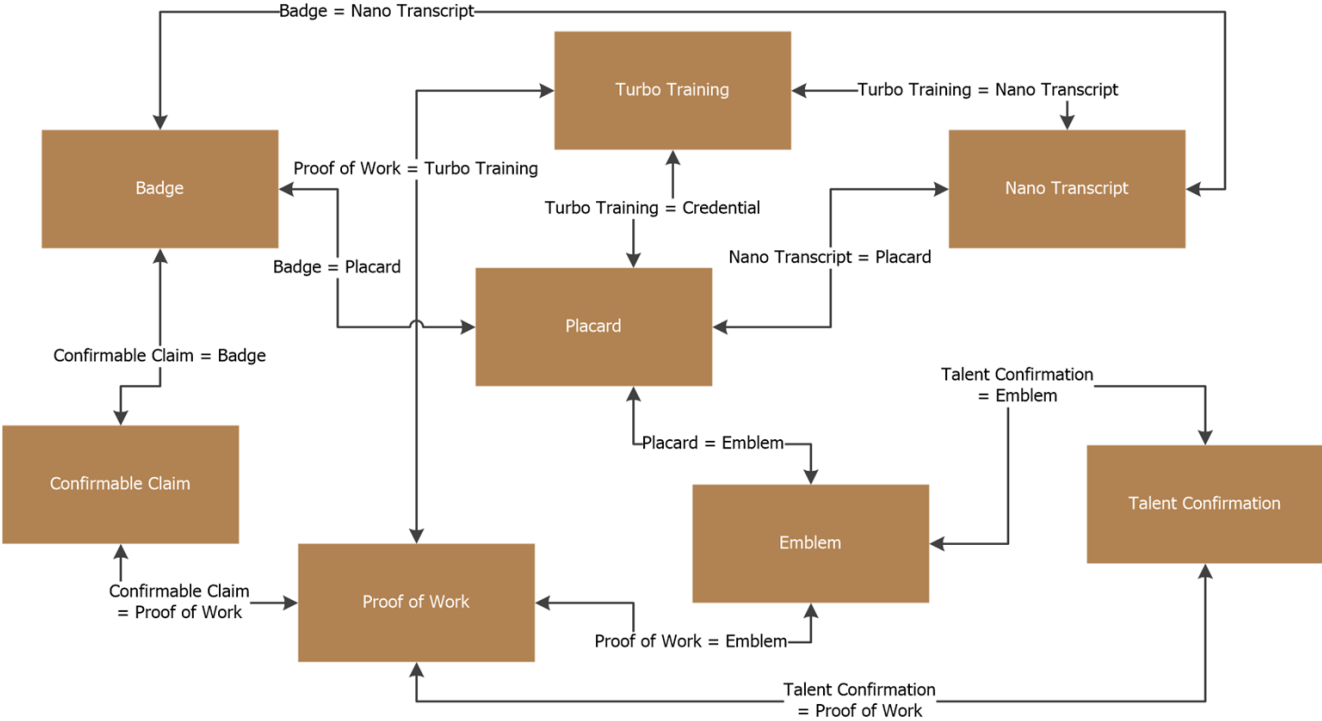 Badge = Nano Transcript
Turbo Training
Turbo Training = Nano Transcript
Proof of Work = Turbo Training
Badge
Nano Transcript
Turbo Training = Credential
Badge = Placard
Nano Transcript = Placard
Placard
Confirmable Claim = Badge
Talent Confirmation
= Emblem
Placard = Emblem
Confirmable Claim
Talent Confirmation
Emblem
Confirmable Claim
= Proof of Work
Proof of Work
Proof of Work = Emblem
Talent Confirmation
= Proof of Work